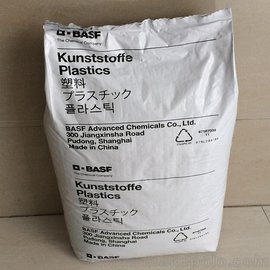 BASF
The Chemical Company
Kunststoffe
Plastics
塑料
プラスチック
플라스틱
BASF Advanced Chemicals Co., Ltd.
300 Jiangxinsha Road
Pudong, Shanghai
Made in China
BASF
The Chemical Company
Kunststoffe
Plastics
塑料
プラスチック
플라스틱
BASF Advanced Chemicals Co., Ltd.
300 Jiangxinsha Road
Pudong, Shanghai
Made in China